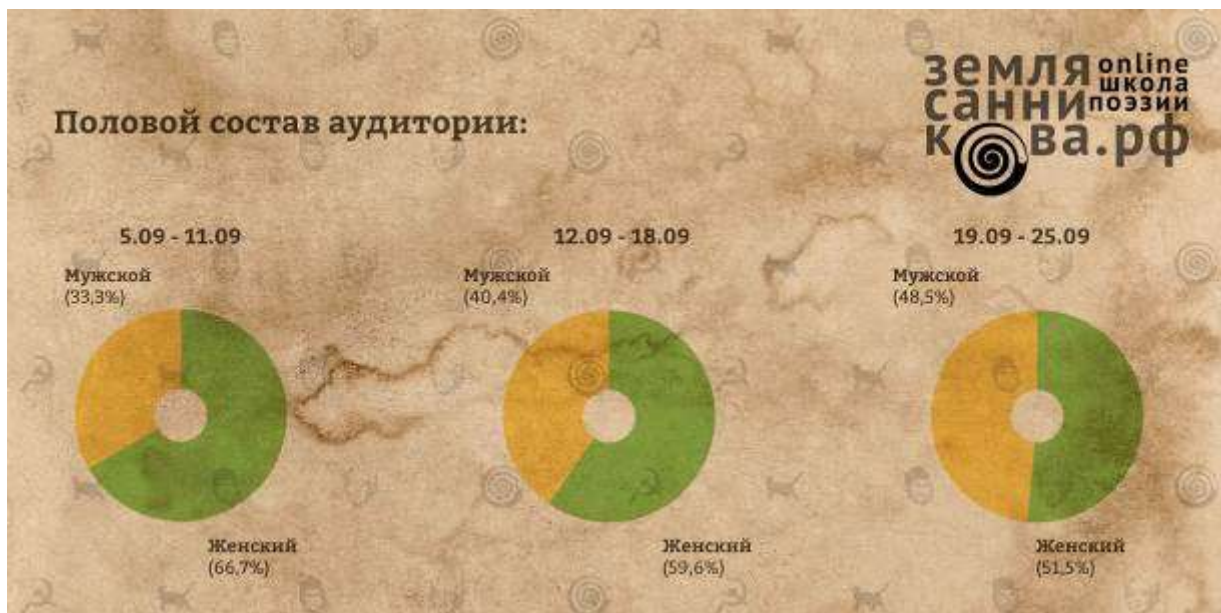 Половой состав аудитории:
земля online
санни школа
поэзии
кова.рф
5.09 - 11.09
Мужской
(33,3%)
Женский
(66,7%)
12.09 - 18.09
Мужской
(40,4%)
Женский
(59,6%)
19.09 - 25.09
Мужской
(48,5%)
Женский
(51,5%)